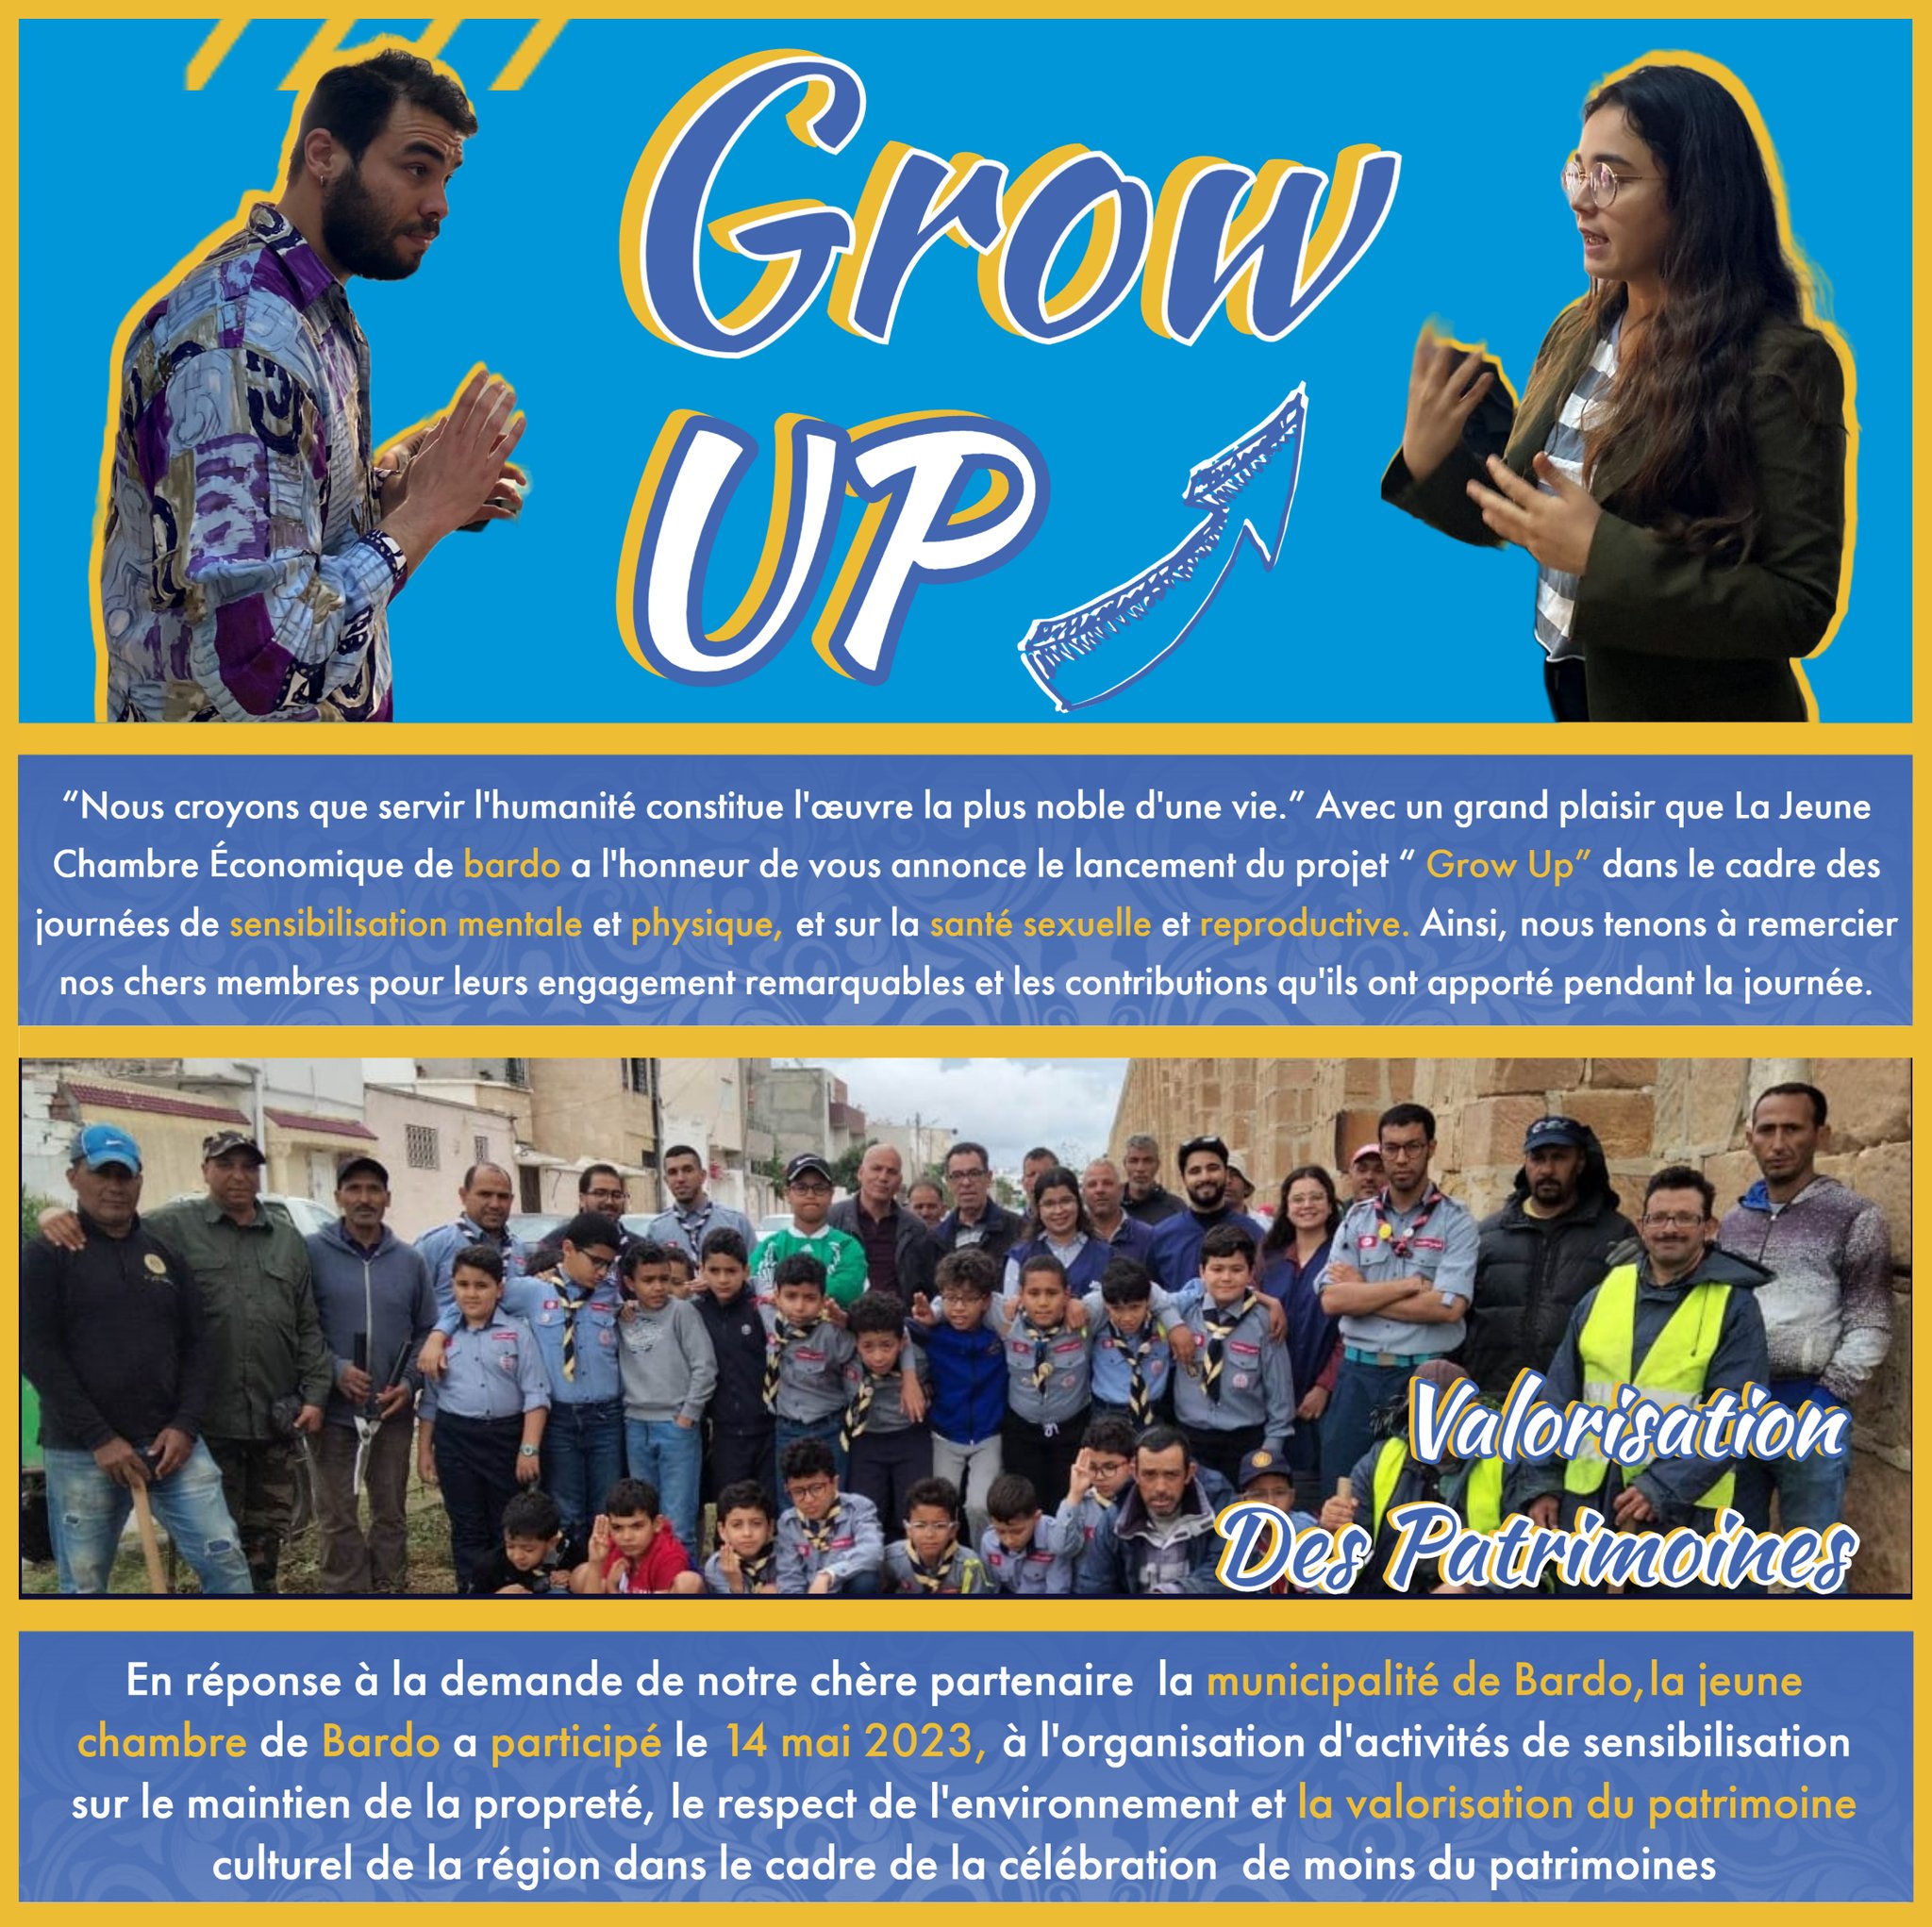 Grow
UP
“Nous croyons que servir l'humanité constitue l'œuvre la plus noble d'une vie.” Avec un grand plaisir que La Jeune
Chambre Économique de bardo a l'honneur de vous annonce le lancement du projet “ Grow Up” dans le cadre des
journées de sensibilisation mentale et physique, et sur la santé sexuelle et reproductive. Ainsi, nous tenons à remercier
nos chers membres pour leurs engagement remarquables et les contributions qu'ils ont apporté pendant la journée.
Valorisation
Des Patrimoines
En réponse à la demande de notre chère partenaire la municipalité de Bardo,la jeune
chambre de Bardo a participé le 14 mai 2023, à l'organisation d'activités de sensibilisation
sur le maintien de la propreté, le respect de l'environnement et la valorisation du patrimoine
culturel de la région dans le cadre de la célébration de moins du patrimoines